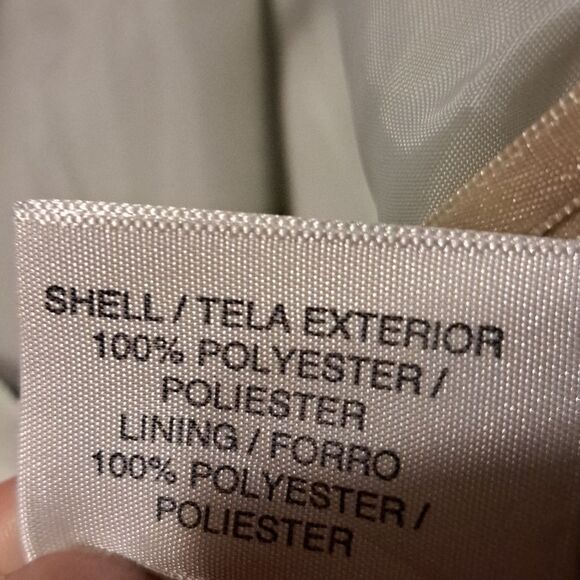 SHELL / TELA EXTERIOR
100% POLYESTER /
POLIESTER
LINING / FORRO
100% POLYESTER /
POLIESTER